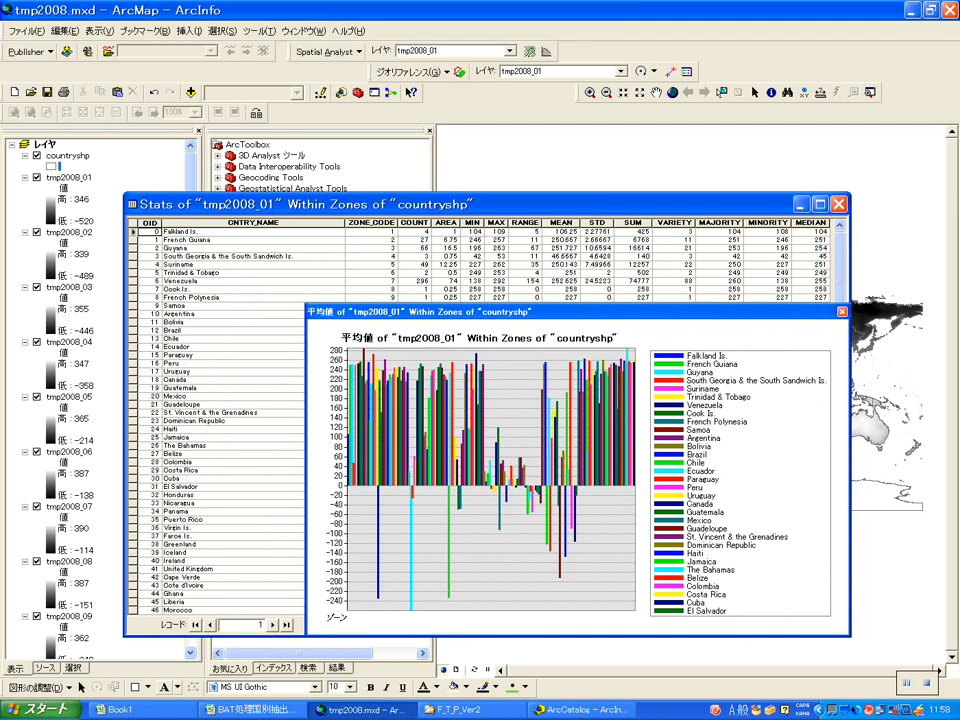 tmp2008.mxd - ArcMap - ArcInfo
ファイル(F) 編集(E) 表示(V) ブックマーク(B) 挿入(I) 選択(S) ツール(T) ウィンドウ(W) ヘルプ(H)
Publisher Spatial Analyst レイヤ: tmp2008_01
ジオリファレンス(G) レイヤ: tmp2008_01
100%
レイヤ
countryshp
tmp2008_01
値
高 : 346
低 : -520
tmp2008_02
値
高 : 339
低 : -489
tmp2008_03
値
高 : 355
低 : -446
tmp2008_04
値
高 : 347
低 : -358
tmp2008_05
値
高 : 365
低 : -214
tmp2008_06
値
高 : 387
低 : -138
tmp2008_07
値
高 : 390
低 : -114
tmp2008_08
値
高 : 387
低 : -151
tmp2008_09
値
高 : 362
表示 ソース 選択
ArcToolbox
3D Analyst ツール
Data Interoperability Tools
Geocoding Tools
Geostatistical Analyst Tools
お気に入り インデックス 検索 結果
Stats of "tmp2008_01" Within Zones of "countryshp"
OID CNTRY_NAME ZONE_CODE COUNT AREA MIN MAX RANGE MEAN STD SUM VARIETY MAJORITY MINORITY MEDIAN
0 Falkland Is. 1 4 1 104 109 5 106.25 2.27761 425 3 104 108 104
1 French Guiana 2 27 6.75 246 257 11 250.667 2.66667 6768 11 251 246 251
2 Guyana 3 66 16.5 196 263 67 251.727 10.6594 16614 21 253 196 254
3 South Georgia & the South Sandwich Is. 4 3 0.75 42 53 11 46.6667 4.6428 140 3 42 42 45
4 Suriname 5 49 12.25 227 262 35 250.143 7.49966 12257 22 250 227 251
5 Trinidad & Tobago 6 2 0.5 249 253 4 251 2 502 2 249 249 249
6 Venezuela 7 296 74 138 292 154 252.625 24.5223 74777 88 260 138 258
7 Cook Is. 8 1 0.25 258 258 0 258 0 258 1 258 258 258
8 French Polynesia 9 1 0.25 227 227 0 227 0 227 1 227 227 227
9 Samoa
10 Argentina
11 Bolivia
12 Brazil
13 Chile
14 Ecuador
15 Paraguay
16 Peru
17 Uruguay
18 Canada
19 Guatemala
20 Mexico
21 Guadeloupe
22 St. Vincent & the Grenadines
23 Dominican Republic
24 Haiti
25 Jamaica
26 The Bahamas
27 Belize
28 Colombia
29 Costa Rica
30 Cuba
31 El Salvador
32 Honduras
33 Nicaragua
34 Panama
35 Puerto Rico
36 Virgin Is.
37 Faroe Is.
38 Greenland
39 Iceland
40 Ireland
41 United Kingdom
42 Cape Verde
43 Cote d'Ivoire
44 Ghana
45 Liberia
46 Morocco
レコード: 1
平均値 of "tmp2008_01" Within Zones of "countryshp"
平均値 of "tmp2008_01" Within Zones of "countryshp"
280
260
240
220
200
180
160
140
120
100
80
60
40
20
0
-20
-40
-60
-80
-100
-120
-140
-160
-180
-200
-220
-240
ゾーン
Falkland Is.
French Guiana
Guyana
South Georgia & the South Sandwich Is.
Suriname
Trinidad & Tobago
Venezuela
Cook Is.
French Polynesia
Samoa
Argentina
Bolivia
Brazil
Chile
Ecuador
Paraguay
Peru
Uruguay
Canada
Guatemala
Mexico
Guadeloupe
St. Vincent & the Grenadines
Dominican Republic
Haiti
Jamaica
The Bahamas
Belize
Colombia
Costa Rica
Cuba
El Salvador
図形の調整(D) A MS UI Gothic 10 B I U A
スタート Book1 BAT処理国別抽出... tmp2008.mxd - Ar... F_T_P_Ver2 ArcCatalog - ArcIn... A 般 CAPS KANA 11:58